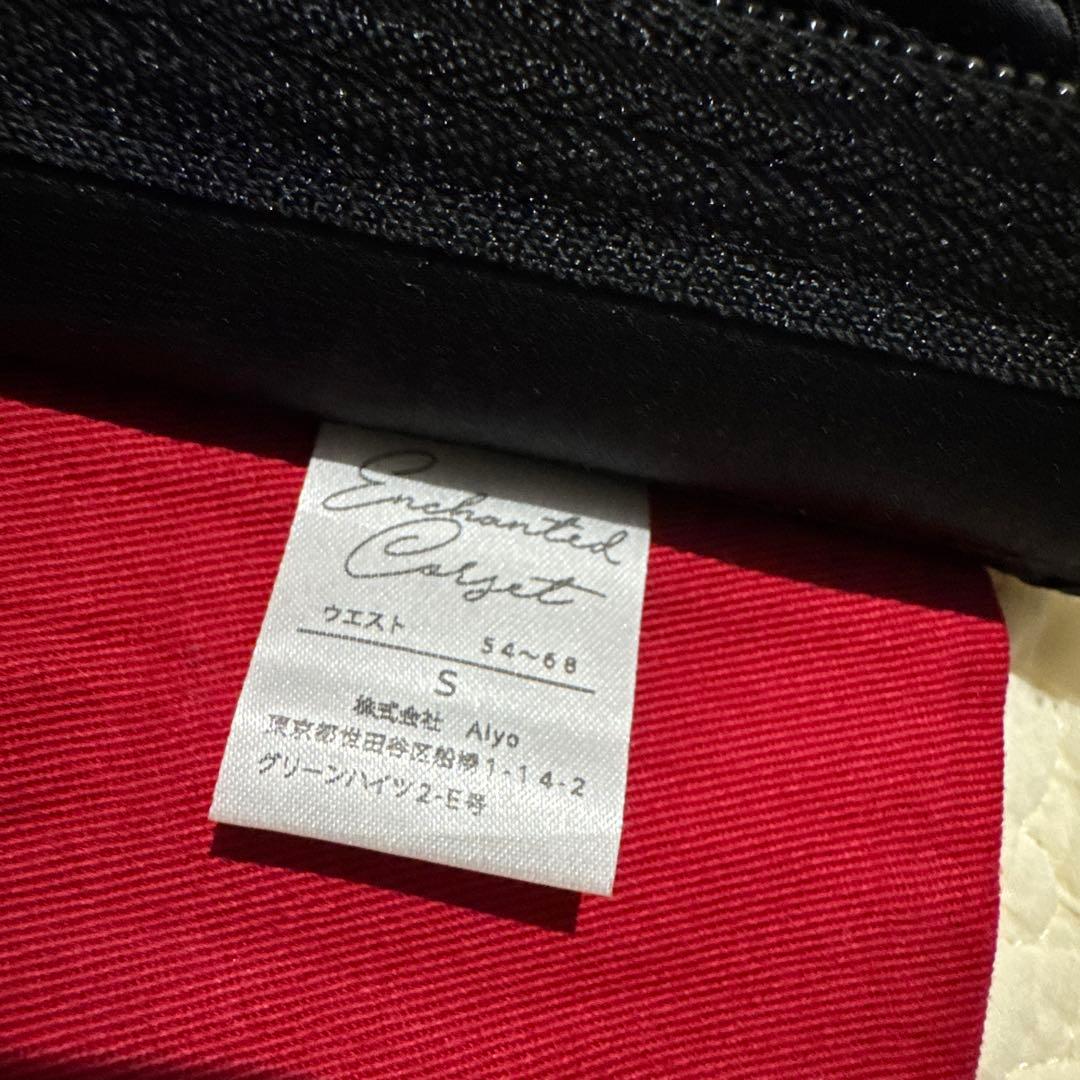 Enchanted
Corset
ウエスト 54~68
S
株式会社 Aiyo
東京都世田谷区船橋1-14-2
グリーンハイツ2-E号